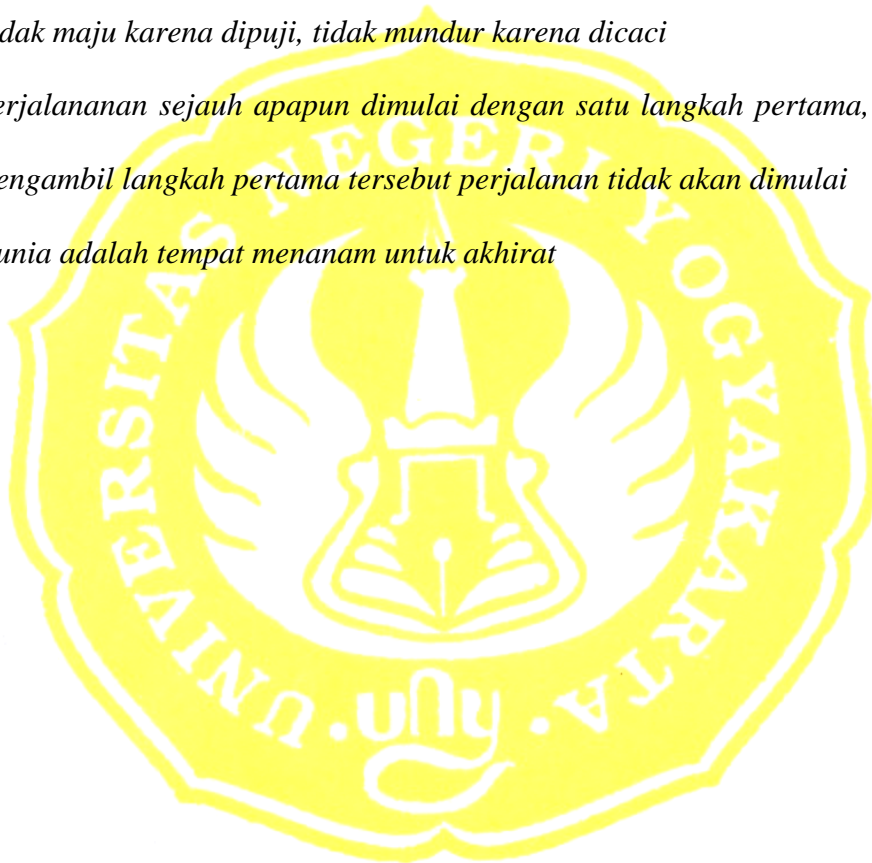 dak maju karena dipuji, tidak mundur karena dicaci
erjalananan sejauh apapun dimulai dengan satu langkah pertama,
engambil langkah pertama tersebut perjalanan tidak akan dimulai
unia adalah tempat menanam untuk akhirat
UNIVERSITAS NEGERI YOGYAKARTA
uny